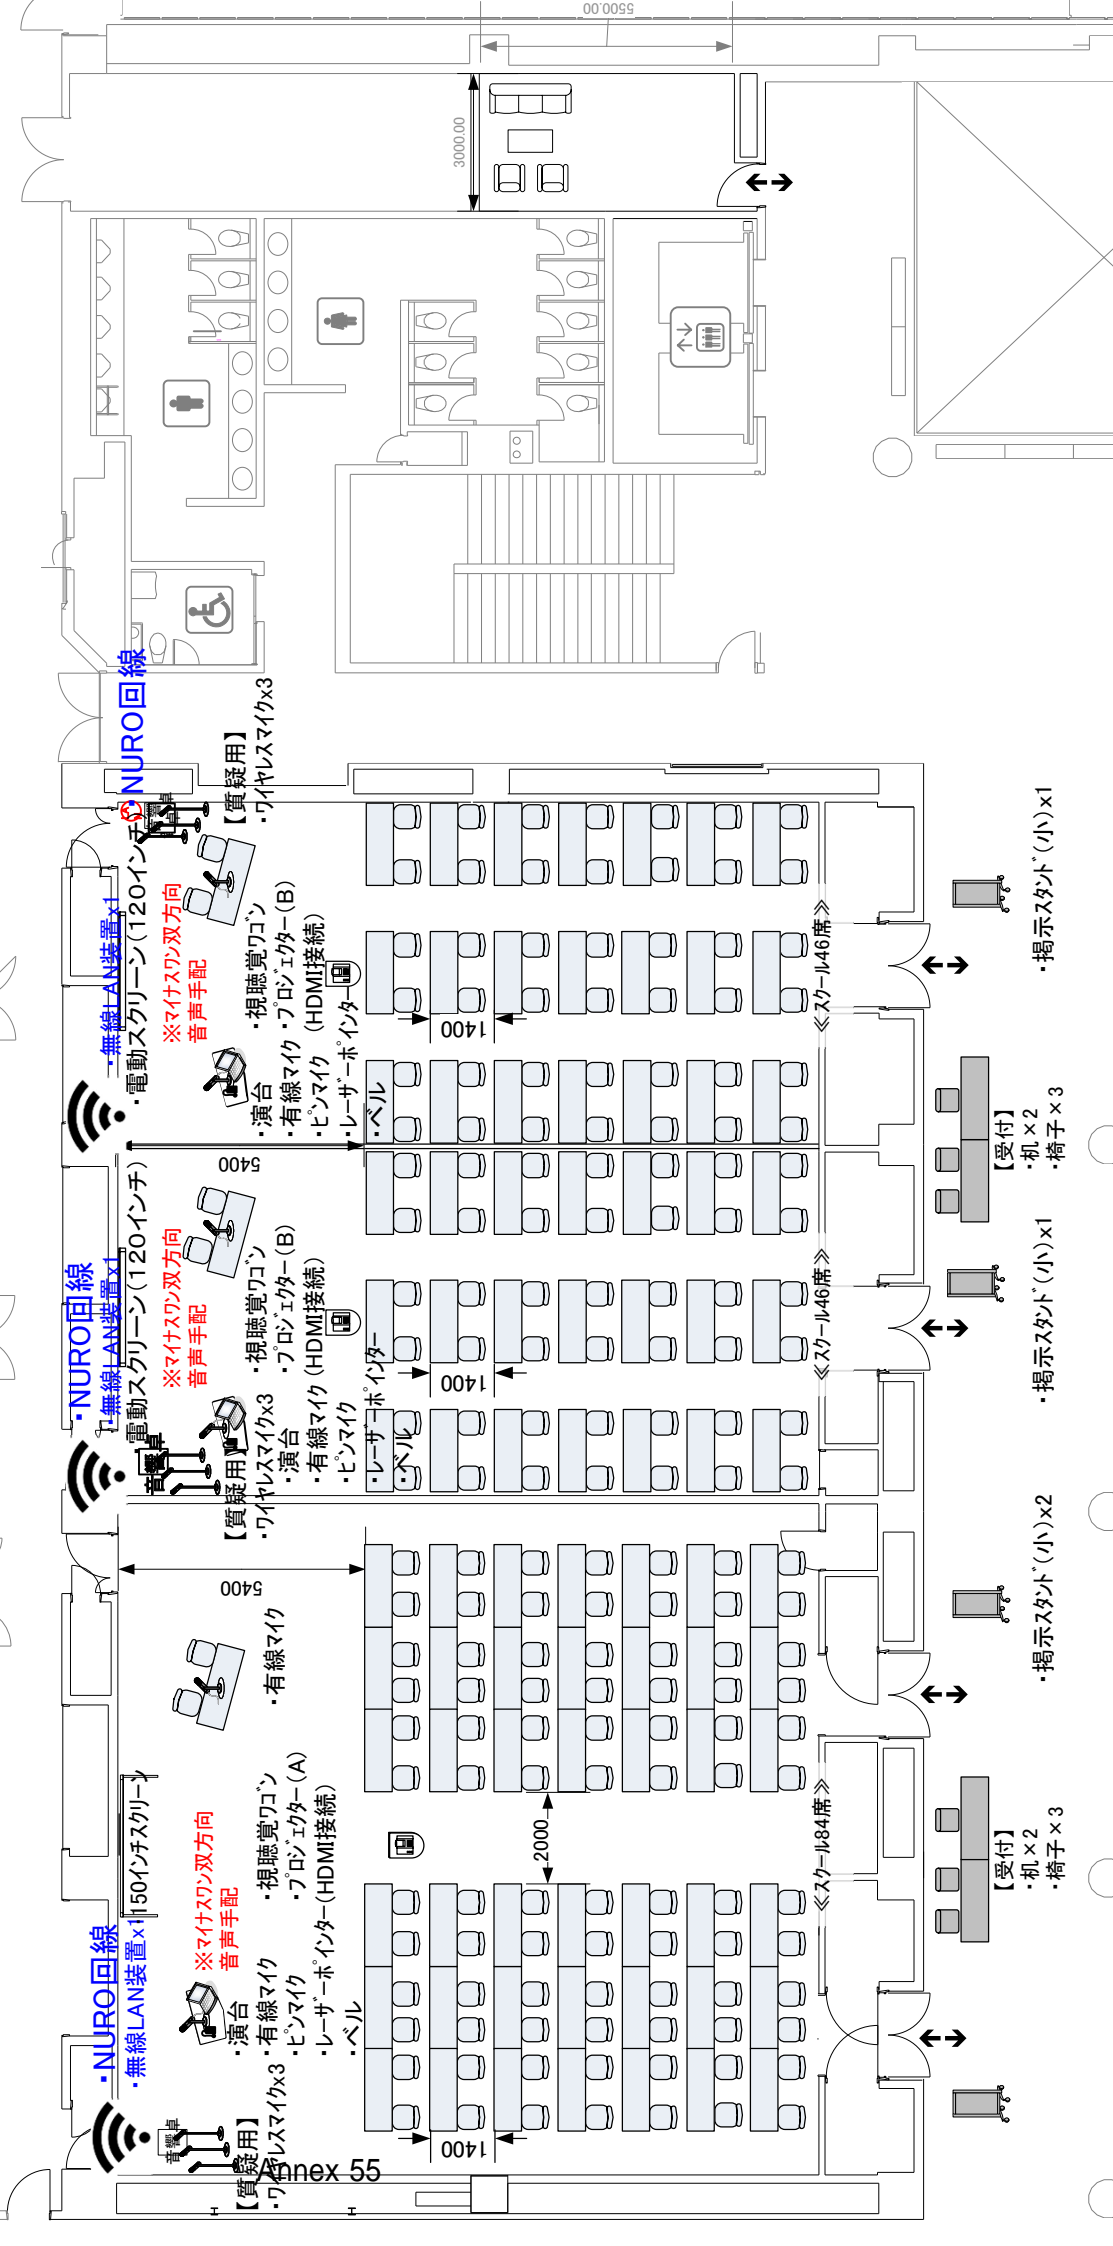 5500.00
3000.00
・NURO回線
・無線LAN装置x1
・電動スクリーン(120インチ)
音響卓
【質疑用】
・ワイヤレスマイクx3
※マイナスワン双方向
音声手配
・視聴覚ワゴン
・プロジェクター(B)
(HDMI接続)
・演台
・有線マイク
・ピンマイク
・レーザーポインター
・ベル
1400
5400
≪スクール46席≫
・掲示スタンド(小)x1
【受付】
・机×2
・椅子×3
・NURO回線
・無線LAN装置x1
・電動スクリーン(120インチ)
音響卓
※マイナスワン双方向
音声手配
・視聴覚ワゴン
・プロジェクター(B)
(HDMI接続)
【質疑用】
・ワイヤレスマイクx3
・演台
・有線マイク
・ピンマイク
・レーザーポインター
・ベル
1400
≪スクール46席≫
・掲示スタンド(小)x1
5400
・有線マイク
150インチスクリーン
・NURO回線
・無線LAN装置x1
※マイナスワン双方向
音声手配
・視聴覚ワゴン
・プロジェクター(A)
(HDMI接続)
・演台
・有線マイク
・ピンマイク
・レーザーポインター
・ベル
音響卓
【質疑用】
・ワイヤレスマイクx3
2000
1400
≪スクール84席≫
・掲示スタンド(小)x2
【受付】
・机×2
・椅子×3
Annex 55